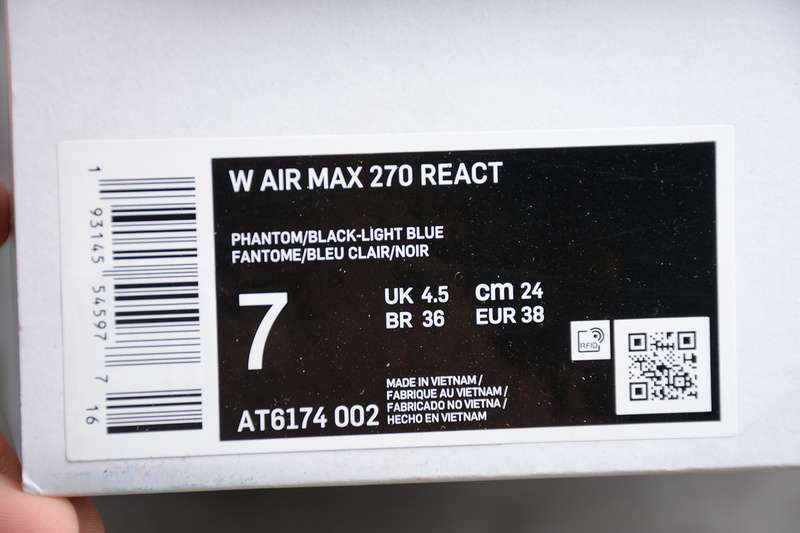 W AIR MAX 270 REACT
PHANTOM/BLACK-LIGHT BLUE
FANTOME/BLEU CLAIR/NOIR
7
UK 4.5 cm 24
BR 36 EUR 38
RFID
AT6174 002
MADE IN VIETNAM /
FABRIQUE AU VIETNAM /
FABRICADO NO VIETNA /
HECHO EN VIETNAM
1 93145 54597 7 16